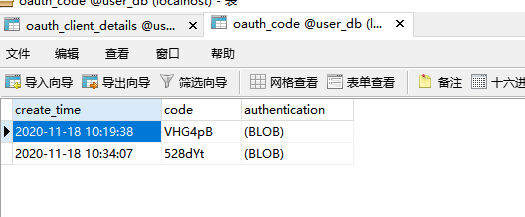 oauth_code @user_db (localhost) - 表
oauth_client_details @us... oauth_code @user_db (l...
文件 编辑 查看 窗口 帮助
导入向导 导出向导 筛选向导 网格查看 表单查看 备注 十六进
create_time code authentication
2020-11-18 10:19:38 VHG4pB (BLOB)
2020-11-18 10:34:07 528dYt (BLOB)